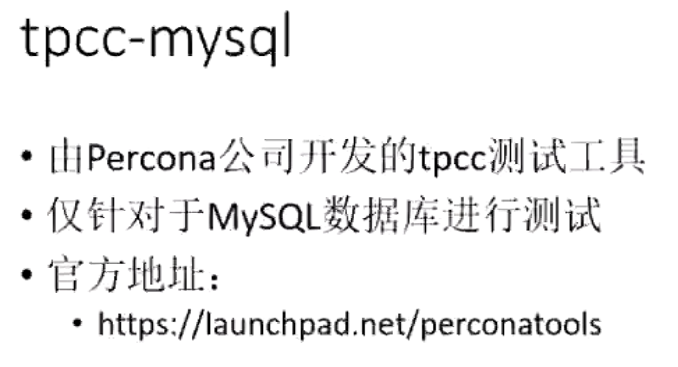 tpcc-mysql
• 由Percona公司开发的tpcc测试工具
• 仅针对于MySQL数据库进行测试
• 官方地址：
• https://launchpad.net/perconatools